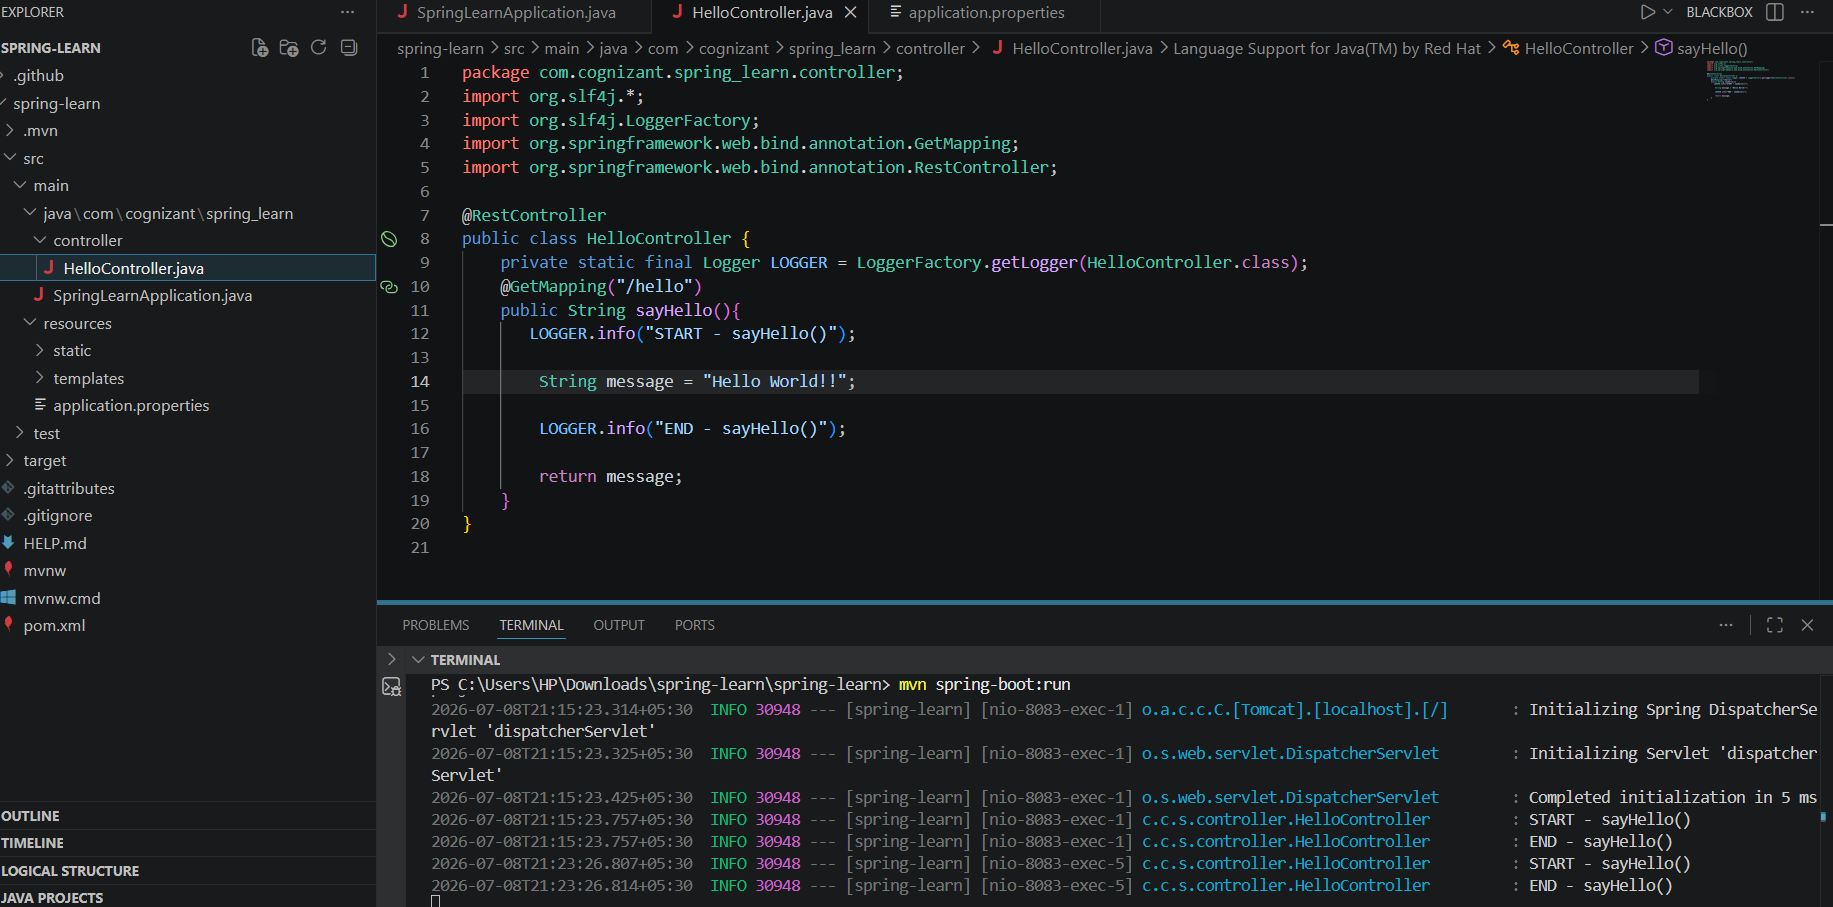 EXPLORER
SpringLearnApplication.java
HelloController.java
application.properties
BLACKBOX
SPRING-LEARN
spring-learn > src > main > java > com > cognizant > spring_learn > controller > HelloController.java > Language Support for Java(TM) by Red Hat > HelloController > sayHello()
.github
spring-learn
.mvn
src
main
java\com\cognizant\spring_learn
controller
HelloController.java
SpringLearnApplication.java
resources
static
templates
application.properties
test
target
.gitattributes
.gitignore
HELP.md
mvnw
mvnw.cmd
pom.xml
OUTLINE
TIMELINE
LOGICAL STRUCTURE
JAVA PROJECTS
1 package com.cognizant.spring_learn.controller;
2 import org.slf4j.*;
3 import org.slf4j.LoggerFactory;
4 import org.springframework.web.bind.annotation.GetMapping;
5 import org.springframework.web.bind.annotation.RestController;
6
7 @RestController
8 public class HelloController {
9 private static final Logger LOGGER = LoggerFactory.getLogger(HelloController.class);
10 @GetMapping("/hello")
11 public String sayHello(){
12 LOGGER.info("START - sayHello()");
13
14 String message = "Hello World!!";
15
16 LOGGER.info("END - sayHello()");
17
18 return message;
19 }
20 }
21
PROBLEMS TERMINAL OUTPUT PORTS
TERMINAL
PS C:\Users\HP\Downloads\spring-learn\spring-learn> mvn spring-boot:run
2026-07-08T21:15:23.314+05:30 INFO 30948 --- [spring-learn] [nio-8083-exec-1] o.a.c.c.C.[Tomcat].[localhost].[/] : Initializing Spring DispatcherSe
rvlet 'dispatcherServlet'
2026-07-08T21:15:23.325+05:30 INFO 30948 --- [spring-learn] [nio-8083-exec-1] o.s.web.servlet.DispatcherServlet : Initializing Servlet 'dispatcher
Servlet'
2026-07-08T21:15:23.425+05:30 INFO 30948 --- [spring-learn] [nio-8083-exec-1] o.s.web.servlet.DispatcherServlet : Completed initialization in 5 ms
2026-07-08T21:15:23.757+05:30 INFO 30948 --- [spring-learn] [nio-8083-exec-1] c.c.s.controller.HelloController : START - sayHello()
2026-07-08T21:15:23.757+05:30 INFO 30948 --- [spring-learn] [nio-8083-exec-1] c.c.s.controller.HelloController : END - sayHello()
2026-07-08T21:23:26.807+05:30 INFO 30948 --- [spring-learn] [nio-8083-exec-5] c.c.s.controller.HelloController : START - sayHello()
2026-07-08T21:23:26.814+05:30 INFO 30948 --- [spring-learn] [nio-8083-exec-5] c.c.s.controller.HelloController : END - sayHello()